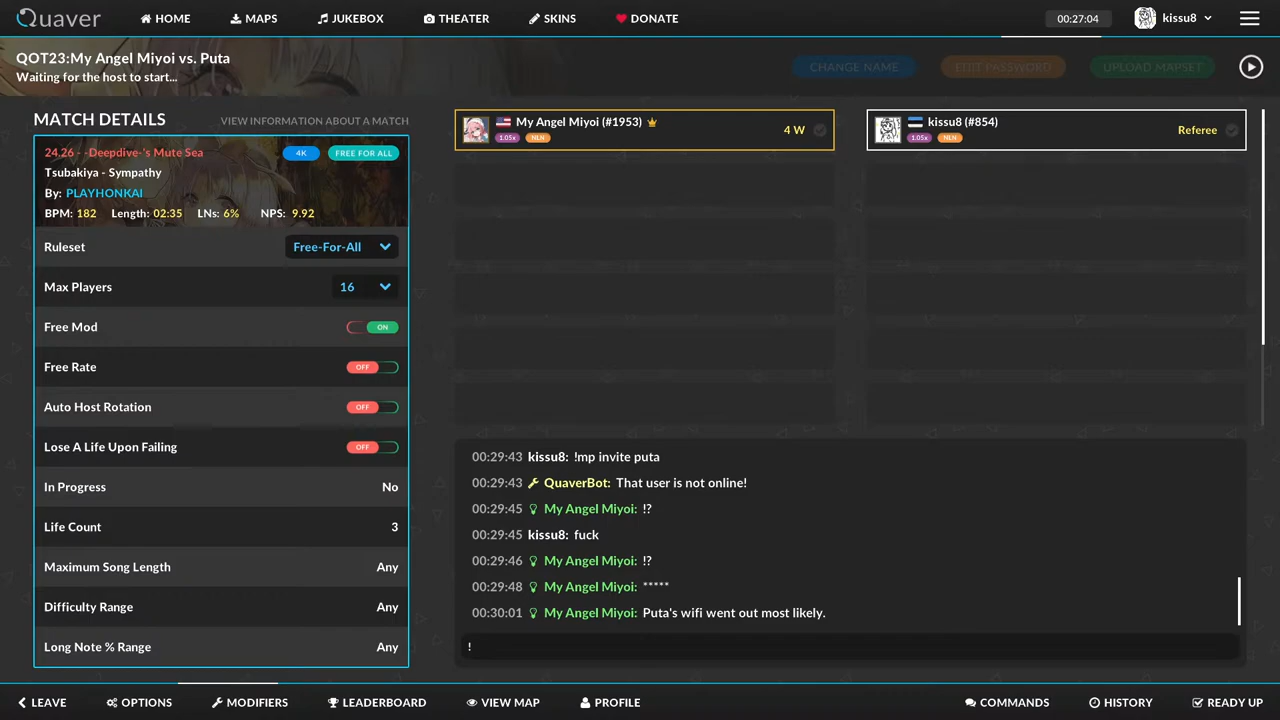 Quaver HOME MAPS JUKEBOX THEATER SKINS DONATE 00:27:04 kissu8
QOT23:My Angel Miyoi vs. Puta
Waiting for the host to start...
CHANGE NAME EDIT PASSWORD UPLOAD MAPSET
MATCH DETAILS VIEW INFORMATION ABOUT A MATCH
24.26 - -Deepdive-'s Mute Sea 4K FREE FOR ALL
Tsubakiya - Sympathy
By: PLAYHONKAI
BPM: 182 Length: 02:35 LNs: 6% NPS: 9.92
Ruleset Free-For-All
Max Players 16
Free Mod ON
Free Rate OFF
Auto Host Rotation OFF
Lose A Life Upon Failing OFF
In Progress No
Life Count 3
Maximum Song Length Any
Difficulty Range Any
Long Note % Range Any
My Angel Miyoi (#1953)
1.05x NLN
4 W
kissu8 (#854)
1.05x NLN
Referee
00:29:43 kissu8: !mp invite puta
00:29:43 QuaverBot: That user is not online!
00:29:45 My Angel Miyoi: !?
00:29:45 kissu8: fuck
00:29:46 My Angel Miyoi: !?
00:29:48 My Angel Miyoi: *****
00:30:01 My Angel Miyoi: Puta's wifi went out most likely.
!
LEAVE OPTIONS MODIFIERS LEADERBOARD VIEW MAP PROFILE COMMANDS HISTORY READY UP